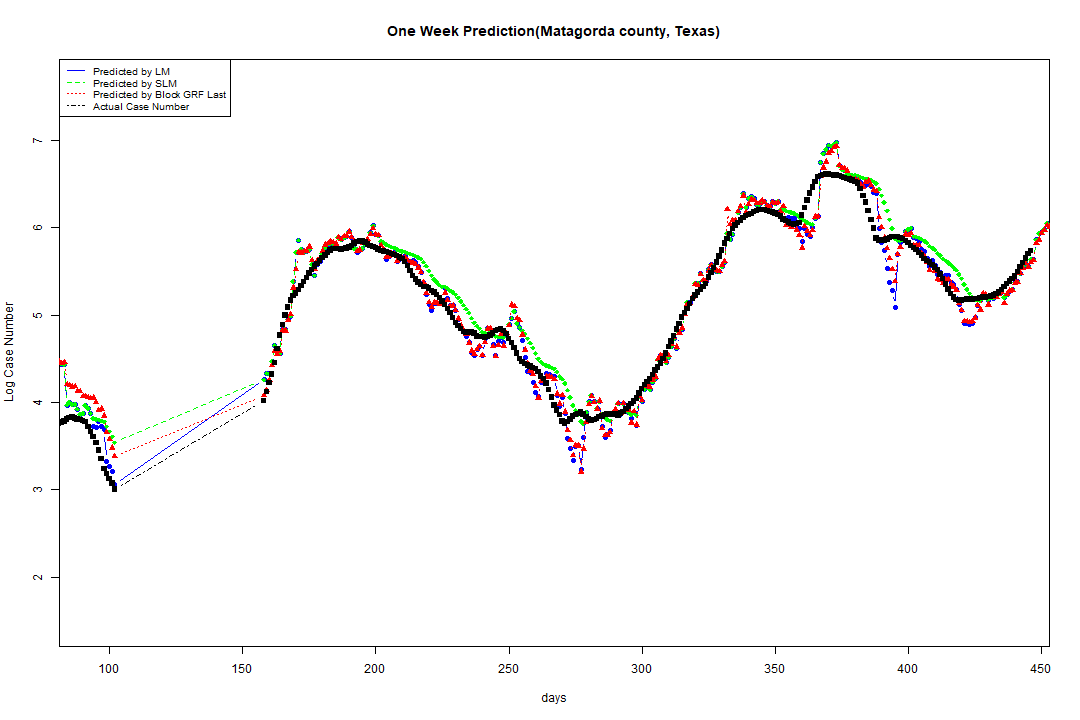 One Week Prediction(Matagorda county, Texas)
Predicted by LM
Predicted by SLM
Predicted by Block GRF Last
Actual Case Number
Log Case Number
7
6
5
4
3
2
100 150 200 250 300 350 400 450
days